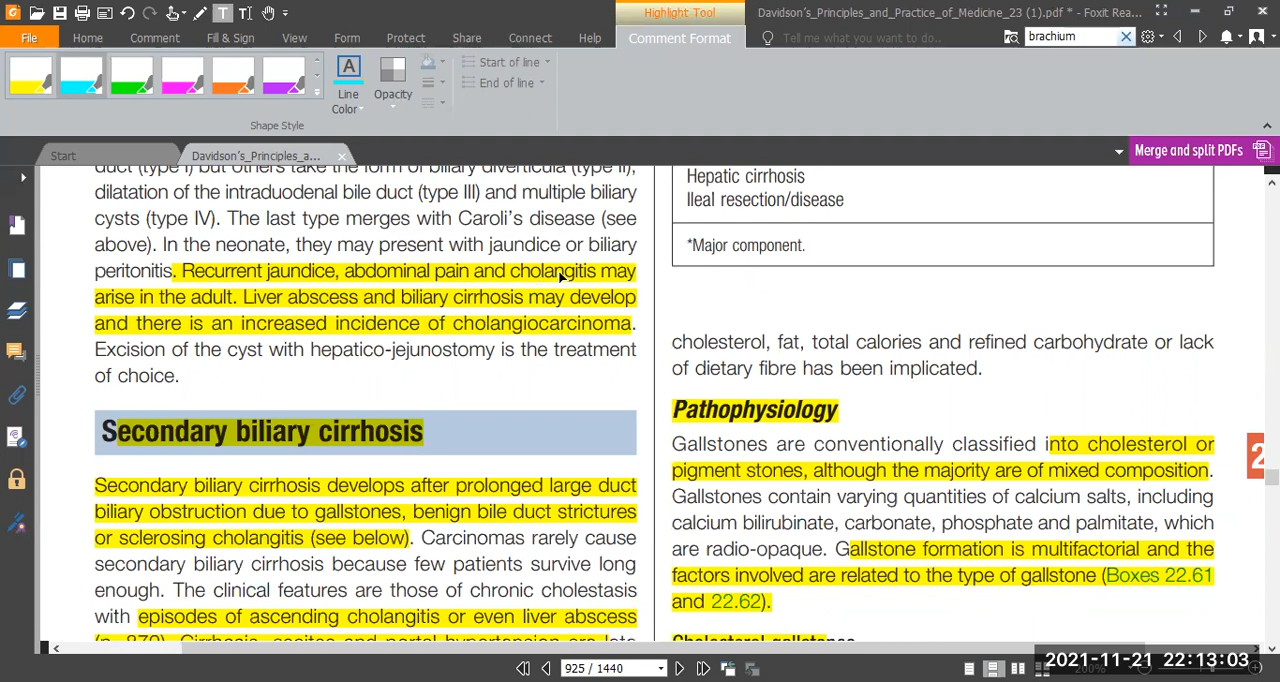 Highlight Tool
Davidson's_Principles_and_Practice_of_Medicine_23 (1).pdf * - Foxit Rea...
File
Home
Comment
Fill & Sign
View
Form
Protect
Share
Connect
Help
Comment Format
Tell me what you want to do..
brachium
Line
Color
Opacity
Start of line
End of line
Shape Style
Start
Davidson's_Principles_a...
Merge and split PDFs
duct (type I) but others take the form of biliary diverticula (type II),
dilatation of the intraduodenal bile duct (type III) and multiple biliary
cysts (type IV). The last type merges with Caroli's disease (see
above). In the neonate, they may present with jaundice or biliary
peritonitis. Recurrent jaundice, abdominal pain and cholangitis may
arise in the adult. Liver abscess and biliary cirrhosis may develop
and there is an increased incidence of cholangiocarcinoma.
Excision of the cyst with hepatico-jejunostomy is the treatment
of choice.
Secondary biliary cirrhosis
Secondary biliary cirrhosis develops after prolonged large duct
biliary obstruction due to gallstones, benign bile duct strictures
or sclerosing cholangitis (see below). Carcinomas rarely cause
secondary biliary cirrhosis because few patients survive long
enough. The clinical features are those of chronic cholestasis
with episodes of ascending cholangitis or even liver abscess
(p. 879). Cirrhosis, ascites and portal hypertension are late
Hepatic cirrhosis
Ileal resection/disease
*Major component.
cholesterol, fat, total calories and refined carbohydrate or lack
of dietary fibre has been implicated.
Pathophysiology
Gallstones are conventionally classified into cholesterol or
pigment stones, although the majority are of mixed composition.
Gallstones contain varying quantities of calcium salts, including
calcium bilirubinate, carbonate, phosphate and palmitate, which
are radio-opaque. Gallstone formation is multifactorial and the
factors involved are related to the type of gallstone (Boxes 22.61
and 22.62).
Cholesterol gallstones
2
925 / 1440
2021-11-21 22:13:03
200%